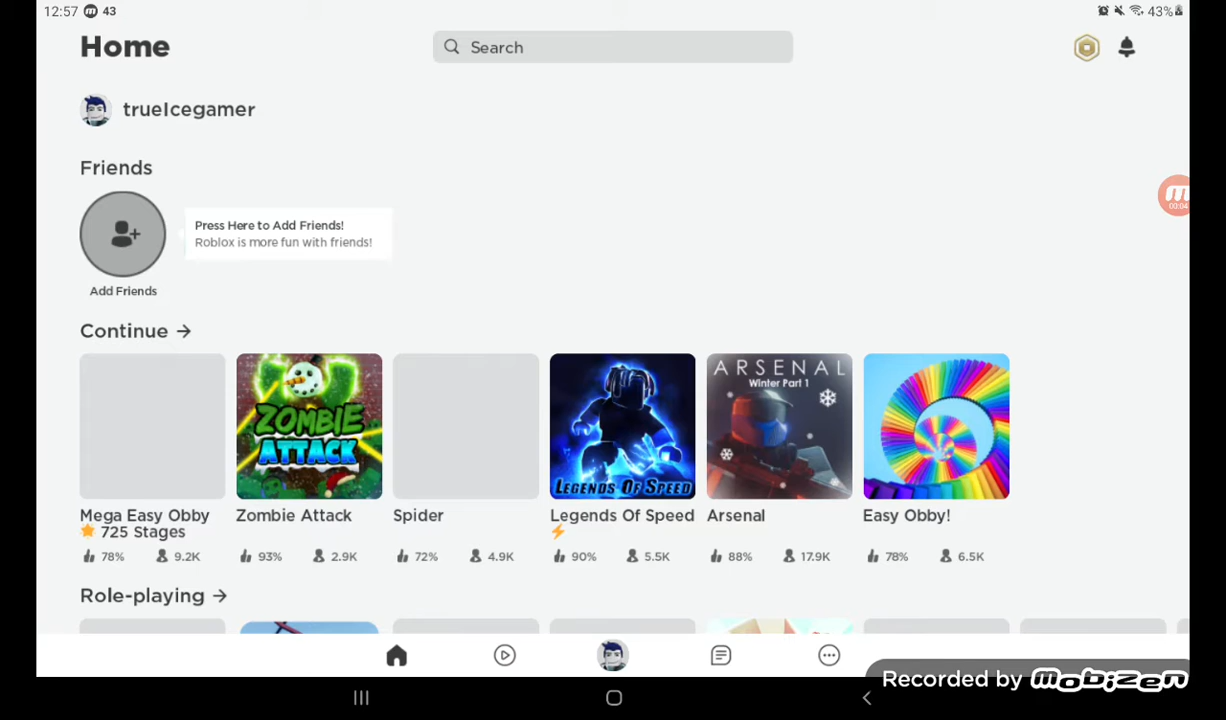 12:57 43
43%
Home
Search
trueIcegamer
Friends
Press Here to Add Friends!
Roblox is more fun with friends!
Add Friends
00:04
Continue →
ZOMBIE
ATTACK
LEGENDS OF SPEED
ARSENAL
Winter Part 1
Mega Easy Obby
725 Stages
Zombie Attack
Spider
Legends Of Speed
⚡
Arsenal
Easy Obby!
78% 9.2K
93% 2.9K
72% 4.9K
90% 5.5K
88% 17.9K
78% 6.5K
Role-playing →
Recorded by mobizen